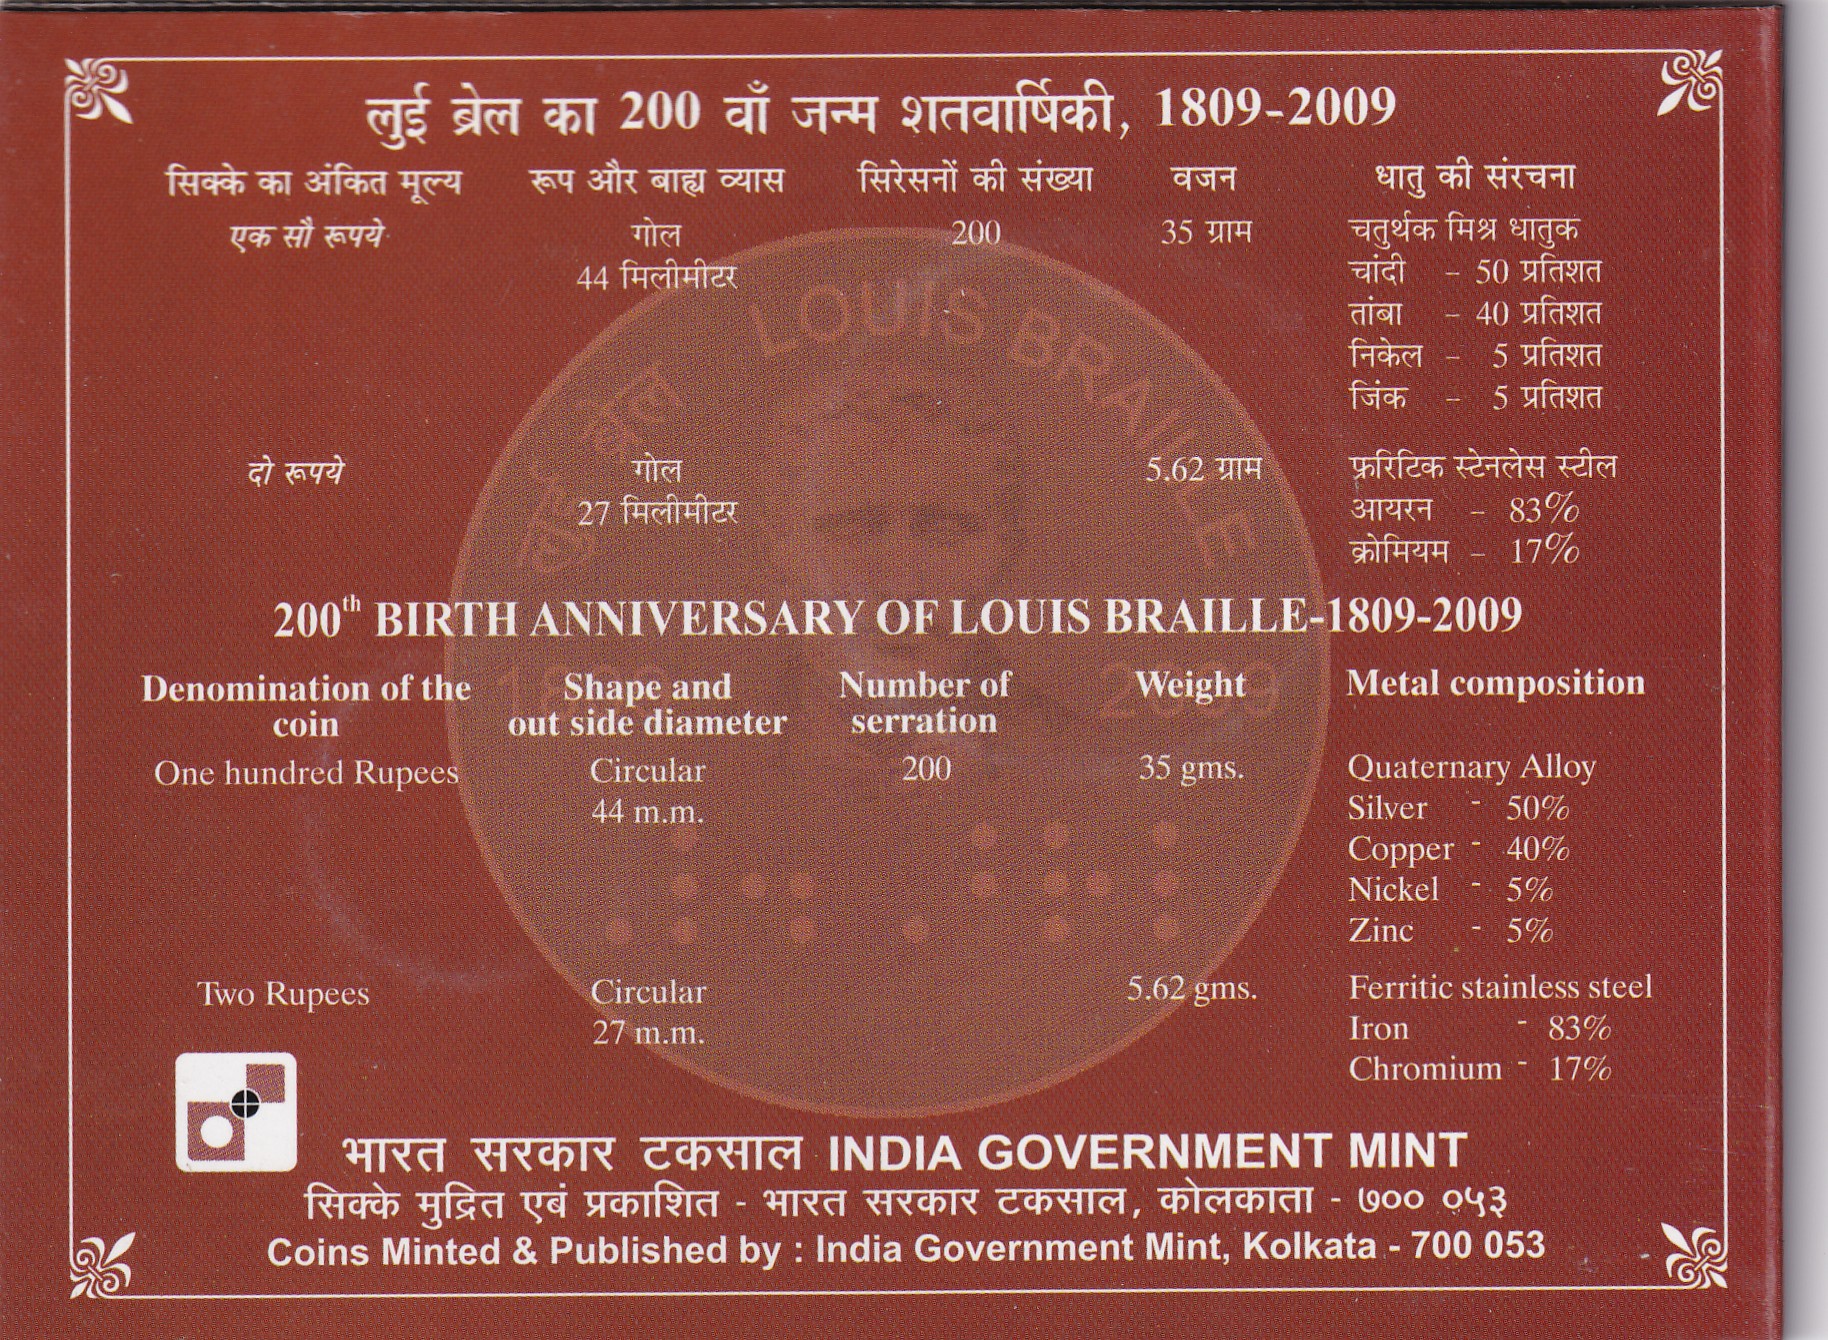 लुई ब्रेल का 200 वाँ जन्म शतवार्षिकी, 1809-2009
सिक्के का अंकित मूल्य रूप और बाह्य व्यास सिरेसनों की संख्या वजन धातु की संरचना
एक सौ रूपये गोल 200 35 ग्राम चतुर्थक मिश्र धातुक
44 मिलीमीटर चांदी - 50 प्रतिशत
तांबा - 40 प्रतिशत
निकेल - 5 प्रतिशत
जिंक - 5 प्रतिशत
दो रूपये गोल 5.62 ग्राम फ्ररिटिक स्टेनलेस स्टील
27 मिलीमीटर आयरन - 83%
क्रोमियम - 17%
LOUIS BRAILLE
लुई ब्रेल
200th BIRTH ANNIVERSARY OF LOUIS BRAILLE-1809-2009
1809 2009
Denomination of the Shape and Number of Weight Metal composition
coin out side diameter serration
One hundred Rupees Circular 200 35 gms. Quaternary Alloy
44 m.m. Silver - 50%
Copper - 40%
Nickel - 5%
Zinc - 5%
Two Rupees Circular 5.62 gms. Ferritic stainless steel
27 m.m. Iron - 83%
Chromium - 17%
भारत सरकार टकसाल INDIA GOVERNMENT MINT
सिक्के मुद्रित एबं प्रकाशित - भारत सरकार टकसाल, कोलकाता - ७०० ०५३
Coins Minted & Published by : India Government Mint, Kolkata - 700 053